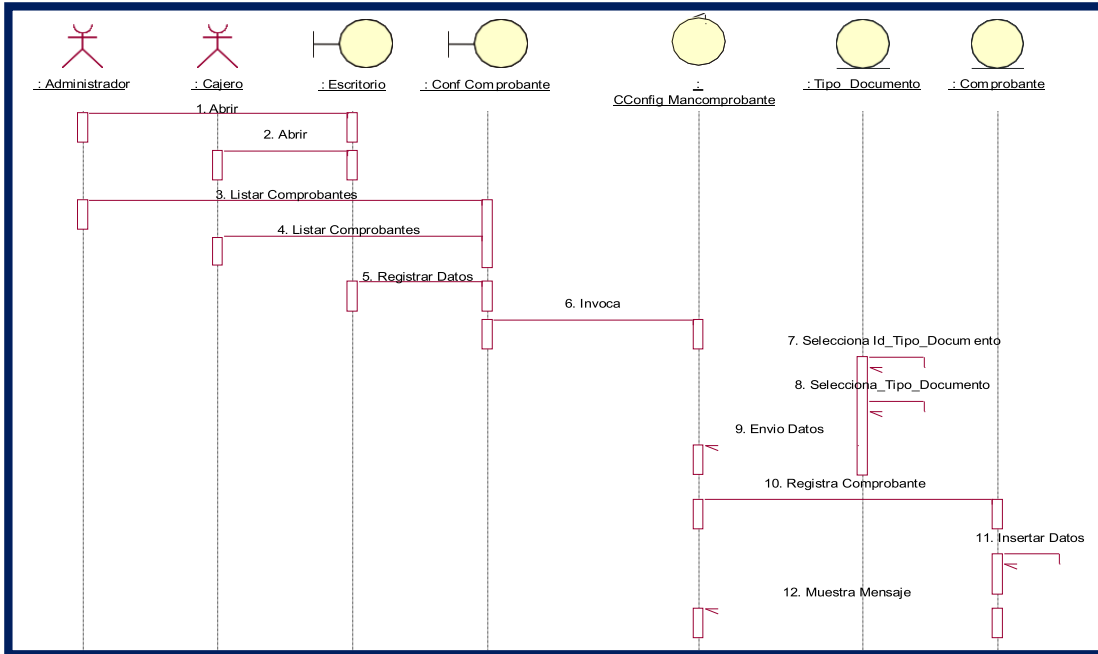 : Administrador
: Cajero
: Escritorio
: Conf Comprobante
:
CConfig Mancomprobante
: Tipo_Documento
: Comprobante
1. Abrir
2. Abrir
3. Listar Comprobantes
4. Listar Comprobantes
5. Registrar Datos
6. Invoca
7. Selecciona Id_Tipo_Documento
8. Selecciona_Tipo_Documento
9. Envio Datos
10. Registra Comprobante
11. Insertar Datos
12. Muestra Mensaje